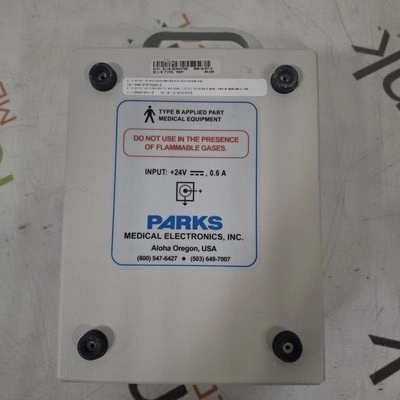 TYPE B APPLIED PART
MEDICAL EQUIPMENT
DO NOT USE IN THE PRESENCE
OF FLAMMABLE GASES.
INPUT: +24V ⎓, 0.6 A
PARKS
MEDICAL ELECTRONICS, INC.
Aloha Oregon, USA
(800) 547-6427 • (503) 649-7007